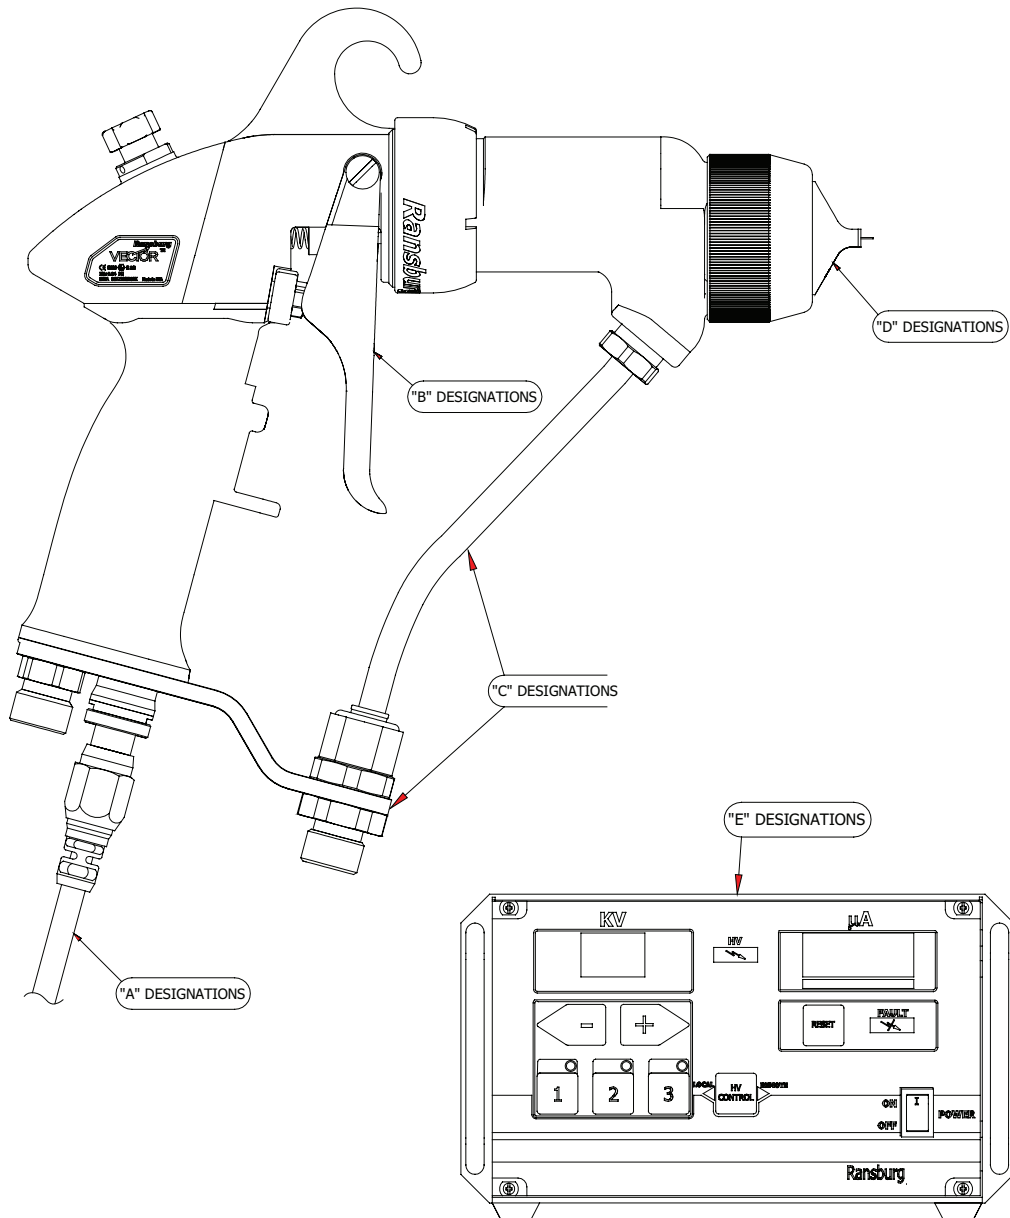 Ransburg
VECTOR
Ransburg
"D" DESIGNATIONS
"B" DESIGNATIONS
"C" DESIGNATIONS
"A" DESIGNATIONS
"E" DESIGNATIONS
KV
HV
µA
- +
RESET
FAULT
1 2 3
LOCAL
HV
CONTROL
REMOTE
ON
I
OFF
POWER
Ransburg